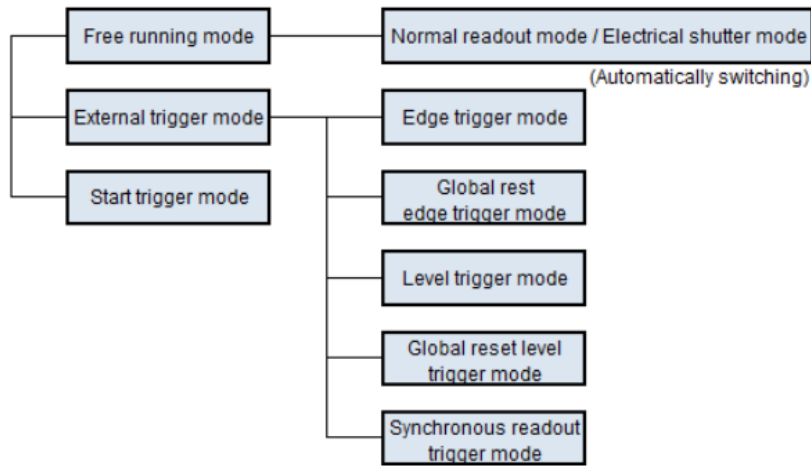 Free running mode
Normal readout mode / Electrical shutter mode
(Automatically switching)
External trigger mode
Edge trigger mode
Start trigger mode
Global rest
edge trigger mode
Level trigger mode
Global reset level
trigger mode
Synchronous readout
trigger mode